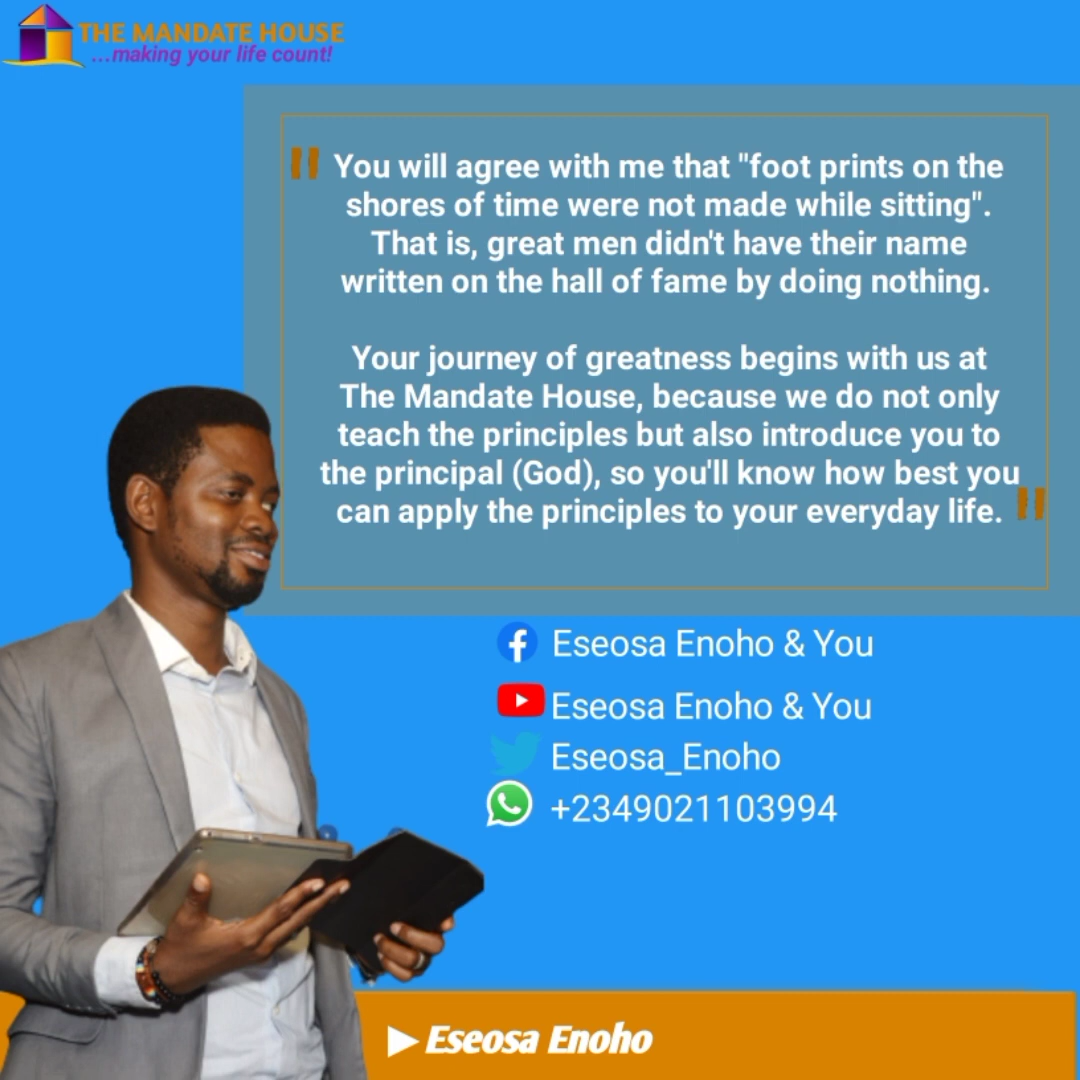 THE MANDATE HOUSE
...making your life count!
" You will agree with me that "foot prints on the
shores of time were not made while sitting".
That is, great men didn't have their name
written on the hall of fame by doing nothing.
Your journey of greatness begins with us at
The Mandate House, because we do not only
teach the principles but also introduce you to
the principal (God), so you'll know how best you
can apply the principles to your everyday life. "
Eseosa Enoho & You
Eseosa Enoho & You
Eseosa_Enoho
+2349021103994
Eseosa Enoho